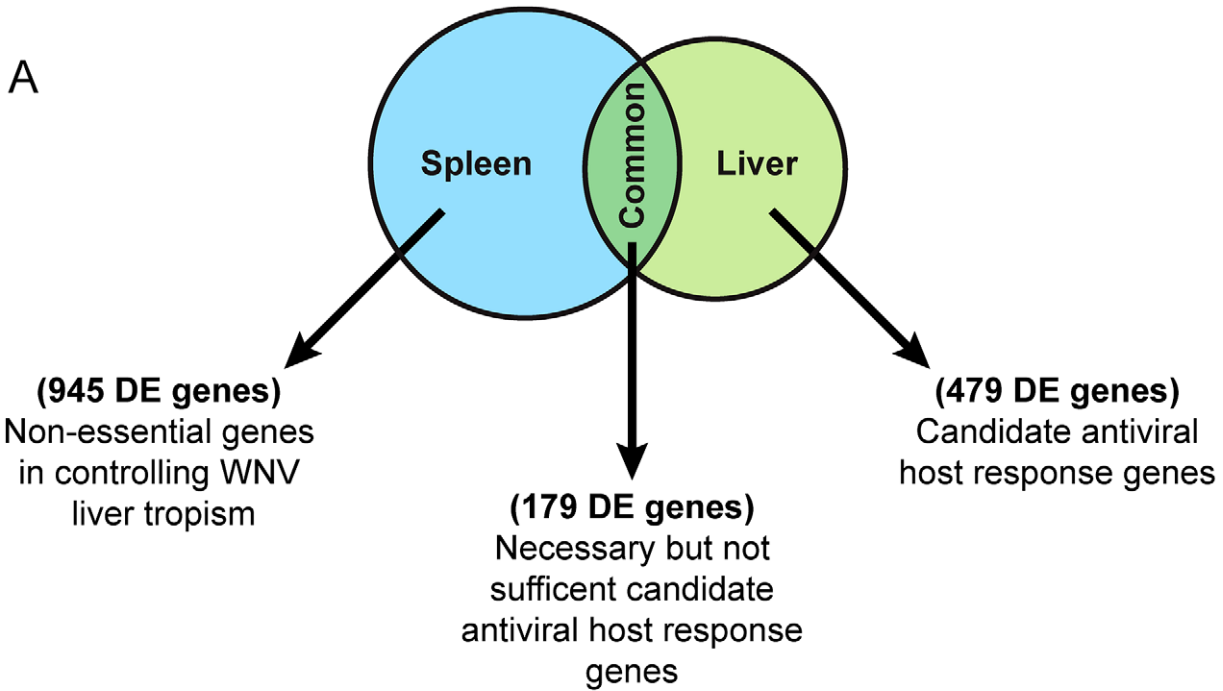 A
Spleen
Common
Liver
(945 DE genes)
Non-essential genes
in controlling WNV
liver tropism
(179 DE genes)
Necessary but not
sufficent candidate
antiviral host response
genes
(479 DE genes)
Candidate antiviral
host response genes